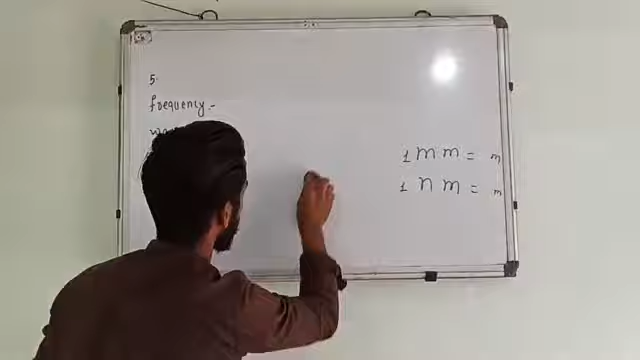 5.
frequency:-
1 mm = m
1 nm = m